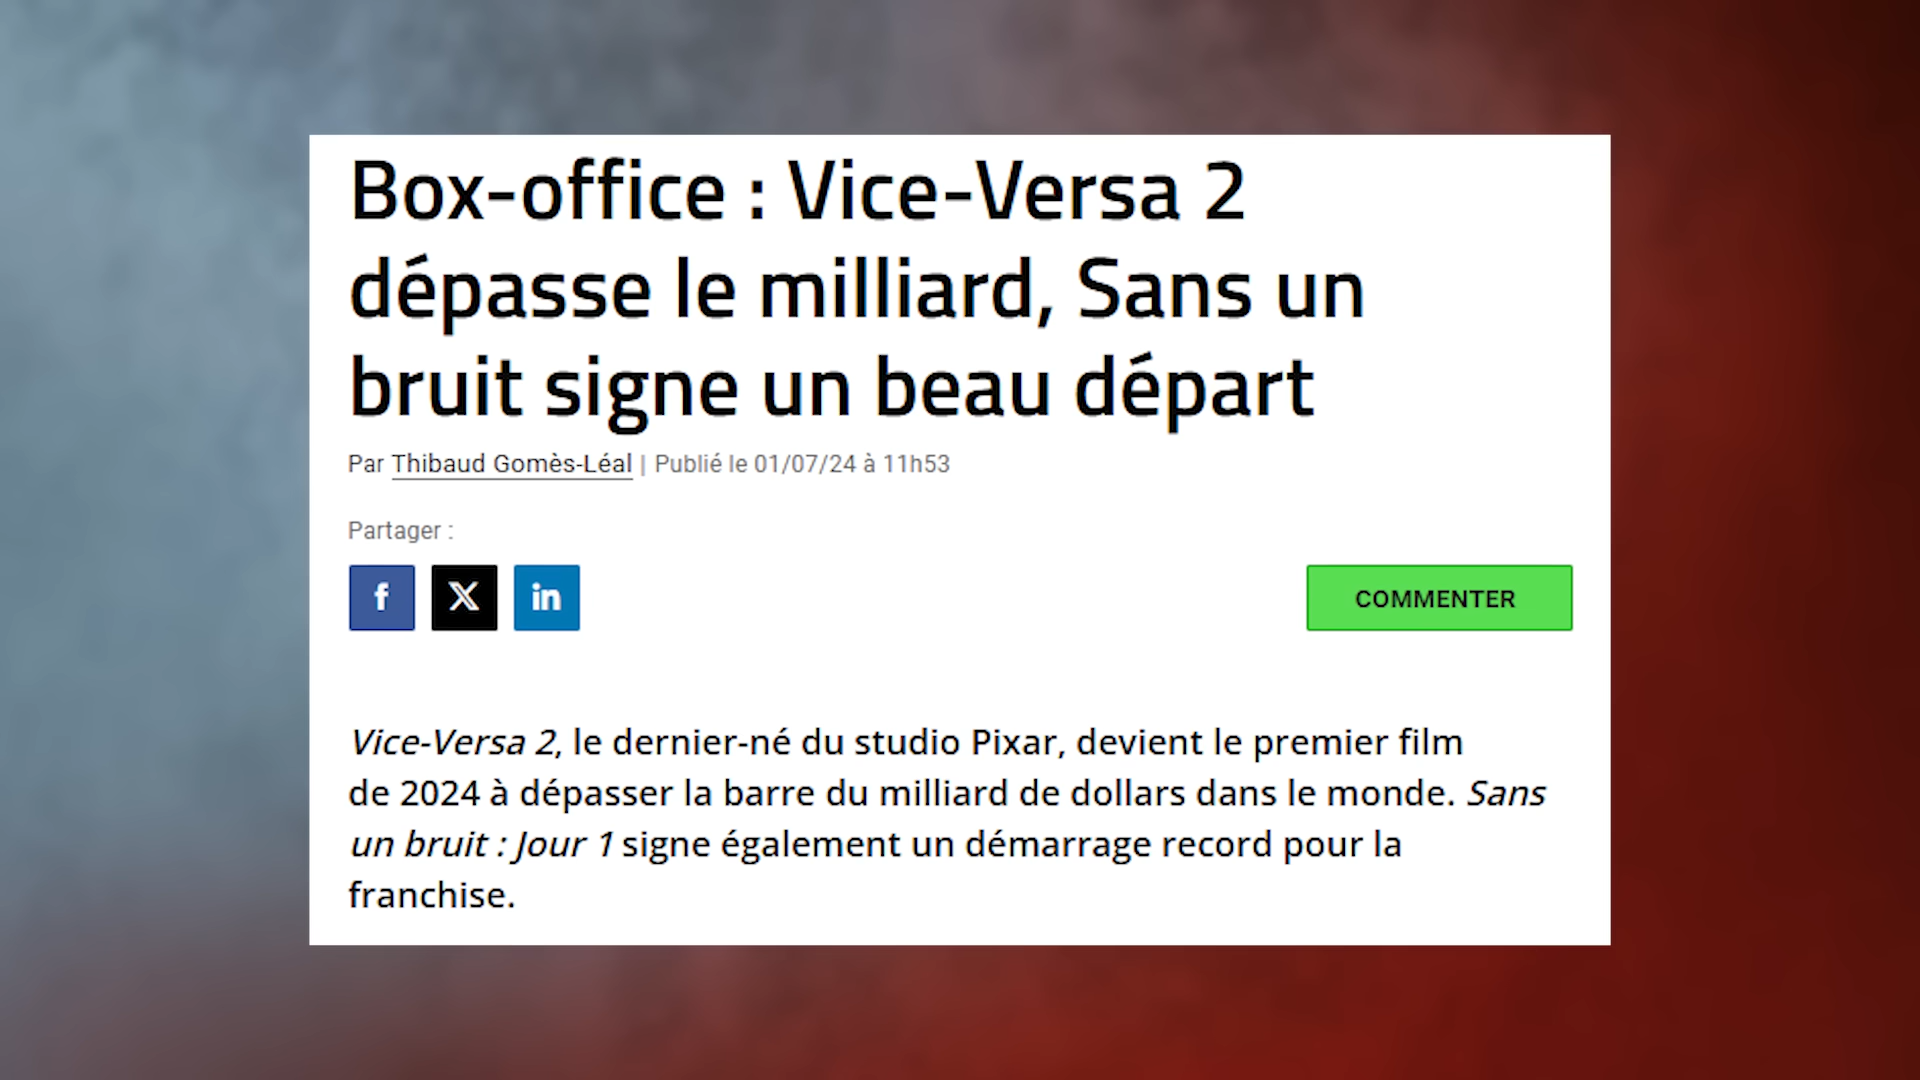 Box-office : Vice-Versa 2
dépasse le milliard, Sans un
bruit signe un beau départ
Par Thibaud Gomès-Léal | Publié le 01/07/24 à 11h53
Partager :
f X in
COMMENTER
Vice-Versa 2, le dernier-né du studio Pixar, devient le premier film
de 2024 à dépasser la barre du milliard de dollars dans le monde. Sans
un bruit : Jour 1 signe également un démarrage record pour la
franchise.